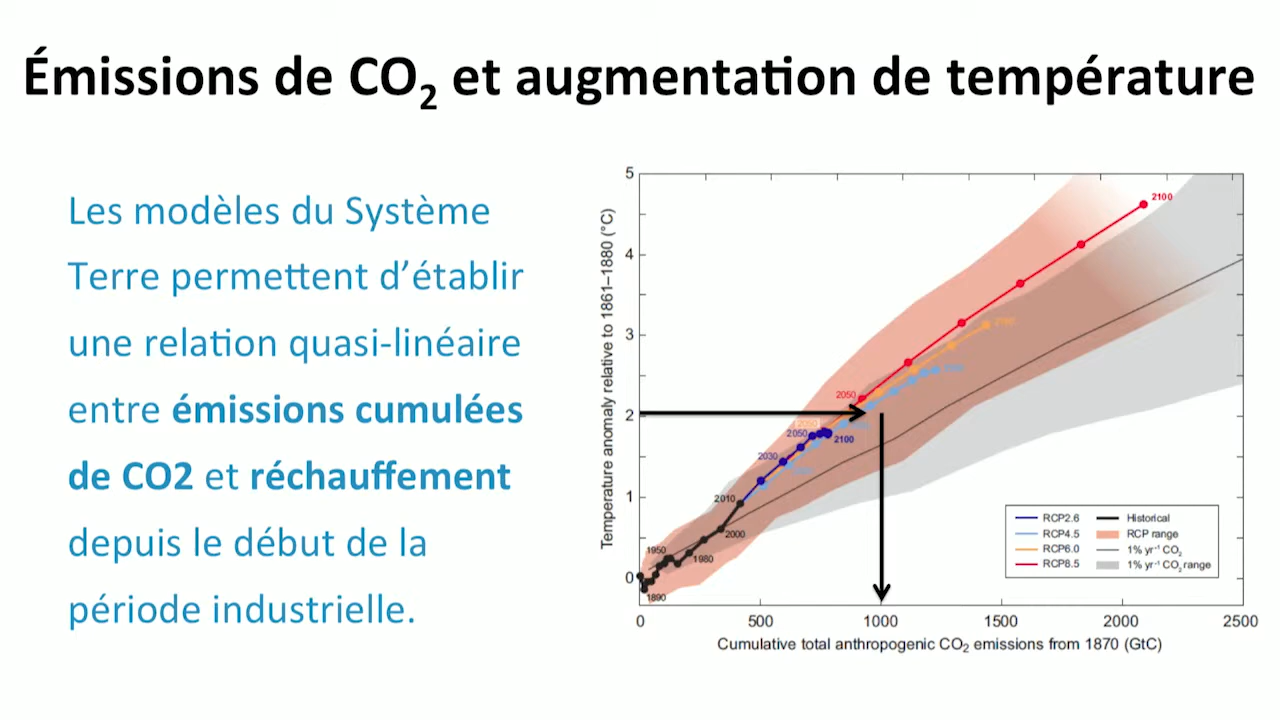 Émissions de CO₂ et augmentation de température
Les modèles du Système
Terre permettent d’établir
une relation quasi-linéaire
entre émissions cumulées
de CO2 et réchauffement
depuis le début de la
période industrielle.
Temperature anomaly relative to 1861–1880 (°C)
5
4
3
2
1
0
2100
2100
2050
2050
2100
2030
2010
2000
1950
1980
1890
RCP2.6
RCP4.5
RCP6.0
RCP8.5
Historical
RCP range
1% yr⁻¹ CO₂
1% yr⁻¹ CO₂ range
0
500
1000
1500
2000
2500
Cumulative total anthropogenic CO₂ emissions from 1870 (GtC)